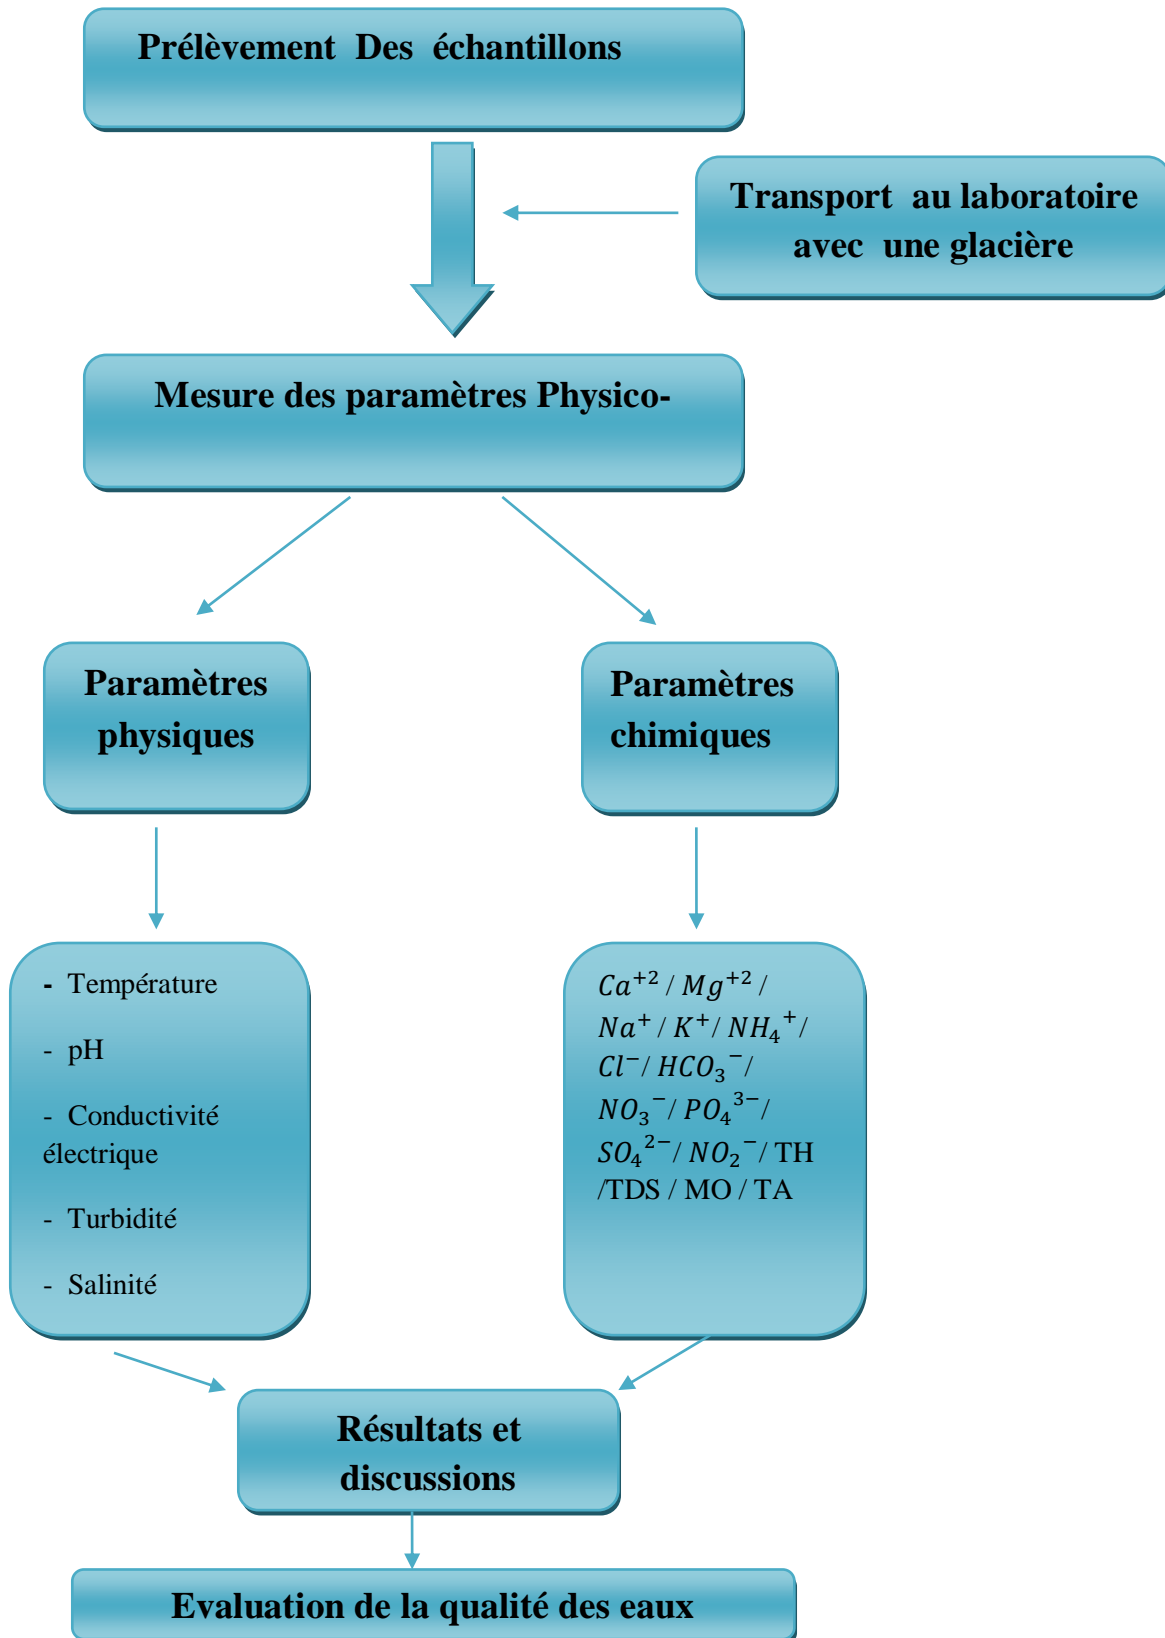 Prélèvement Des échantillons
Transport au laboratoire
avec une glacière
Mesure des paramètres Physico-
Paramètres
physiques
Paramètres
chimiques
- Température
- pH
- Conductivité
électrique
- Turbidité
- Salinité
Ca⁺² / Mg⁺² /
Na⁺ / K⁺ / NH₄⁺ /
Cl⁻ / HCO₃⁻ /
NO₃⁻ / PO₄³⁻ /
SO₄²⁻ / NO₂⁻ / TH
/TDS / MO / TA
Résultats et
discussions
Evaluation de la qualité des eaux